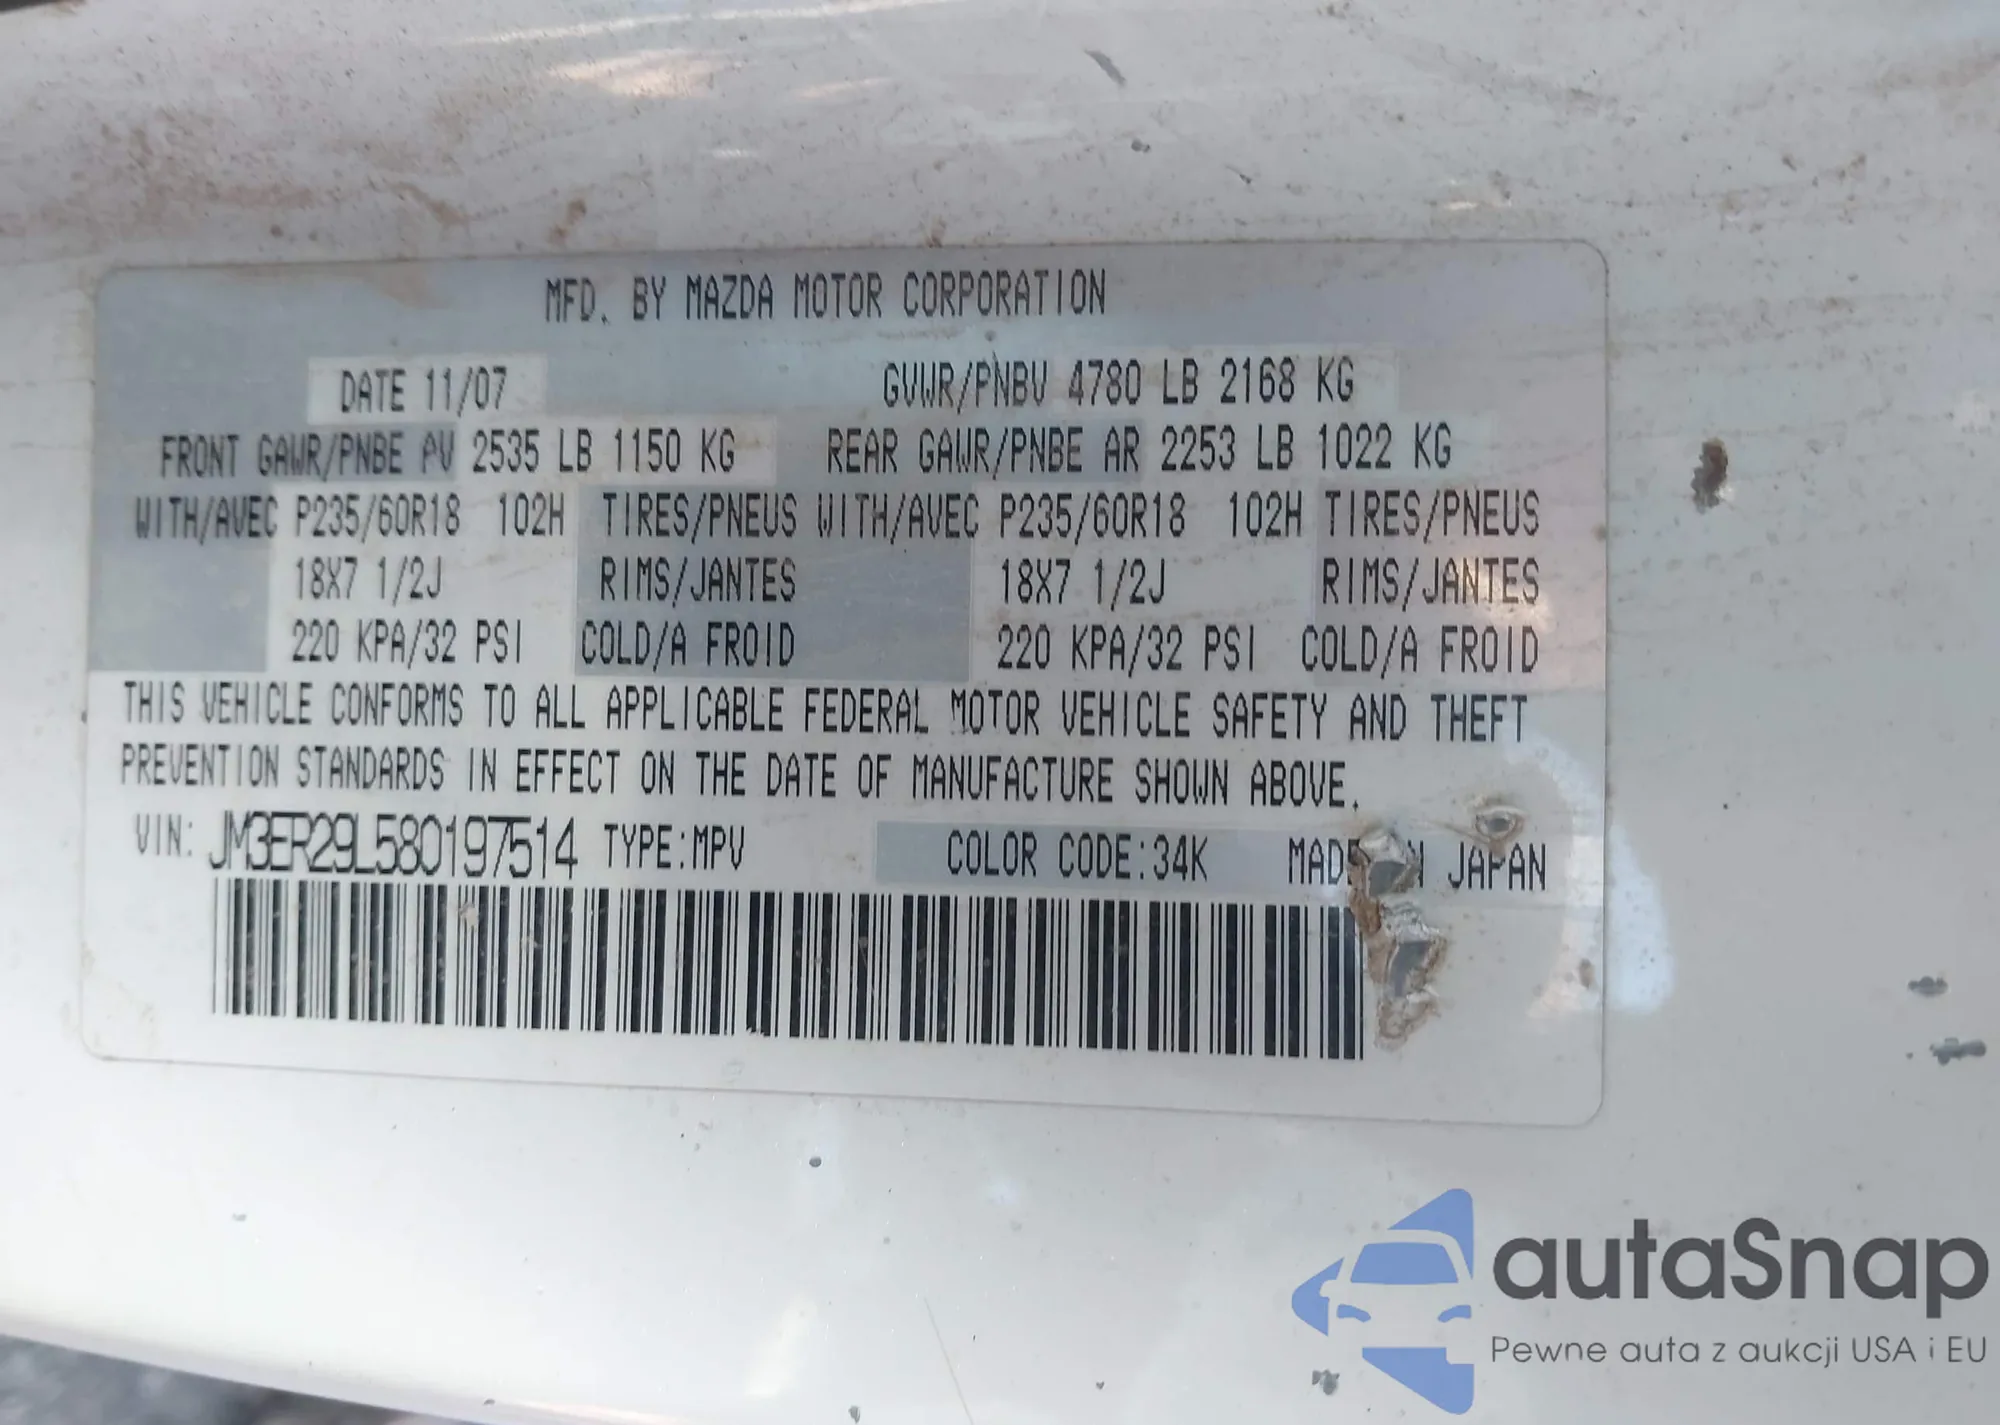 MFD. BY MAZDA MOTOR CORPORATION
DATE 11/07 GVWR/PNBV 4780 LB 2168 KG
FRONT GAWR/PNBE AV 2535 LB 1150 KG REAR GAWR/PNBE AR 2253 LB 1022 KG
WITH/AVEC P235/60R18 102H TIRES/PNEUS WITH/AVEC P235/60R18 102H TIRES/PNEUS
18X7 1/2J RIMS/JANTES 18X7 1/2J RIMS/JANTES
220 KPA/32 PSI COLD/A FROID 220 KPA/32 PSI COLD/A FROID
THIS VEHICLE CONFORMS TO ALL APPLICABLE FEDERAL MOTOR VEHICLE SAFETY AND THEFT
PREVENTION STANDARDS IN EFFECT ON THE DATE OF MANUFACTURE SHOWN ABOVE.
VIN: JM3ER29L580197514 TYPE:MPV COLOR CODE:34K MADE IN JAPAN
autaSnap
Pewne auta z aukcji USA i EU